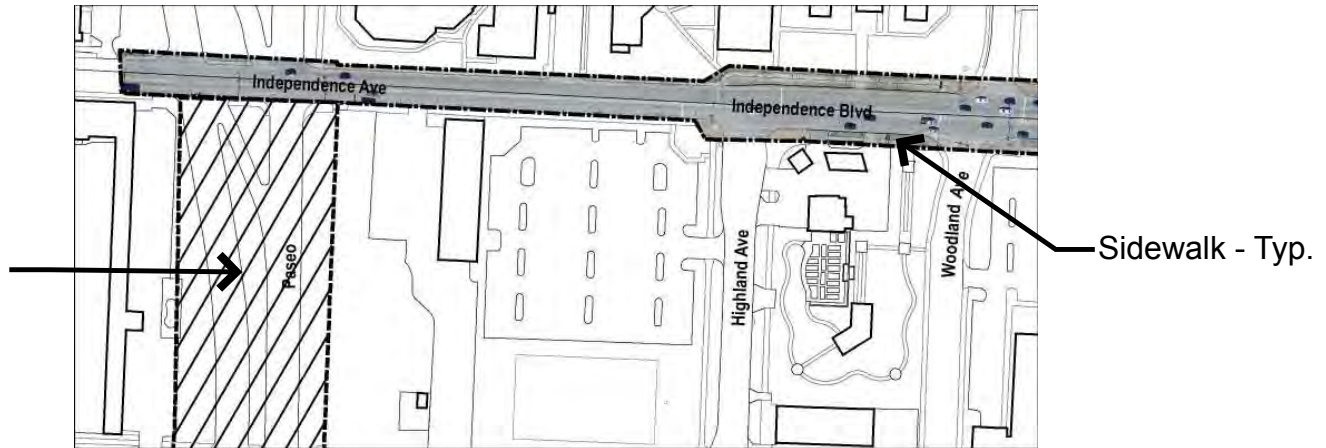 Independence Ave
Independence Blvd
Paseo
Highland Ave
Woodland Ave
Sidewalk - Typ.